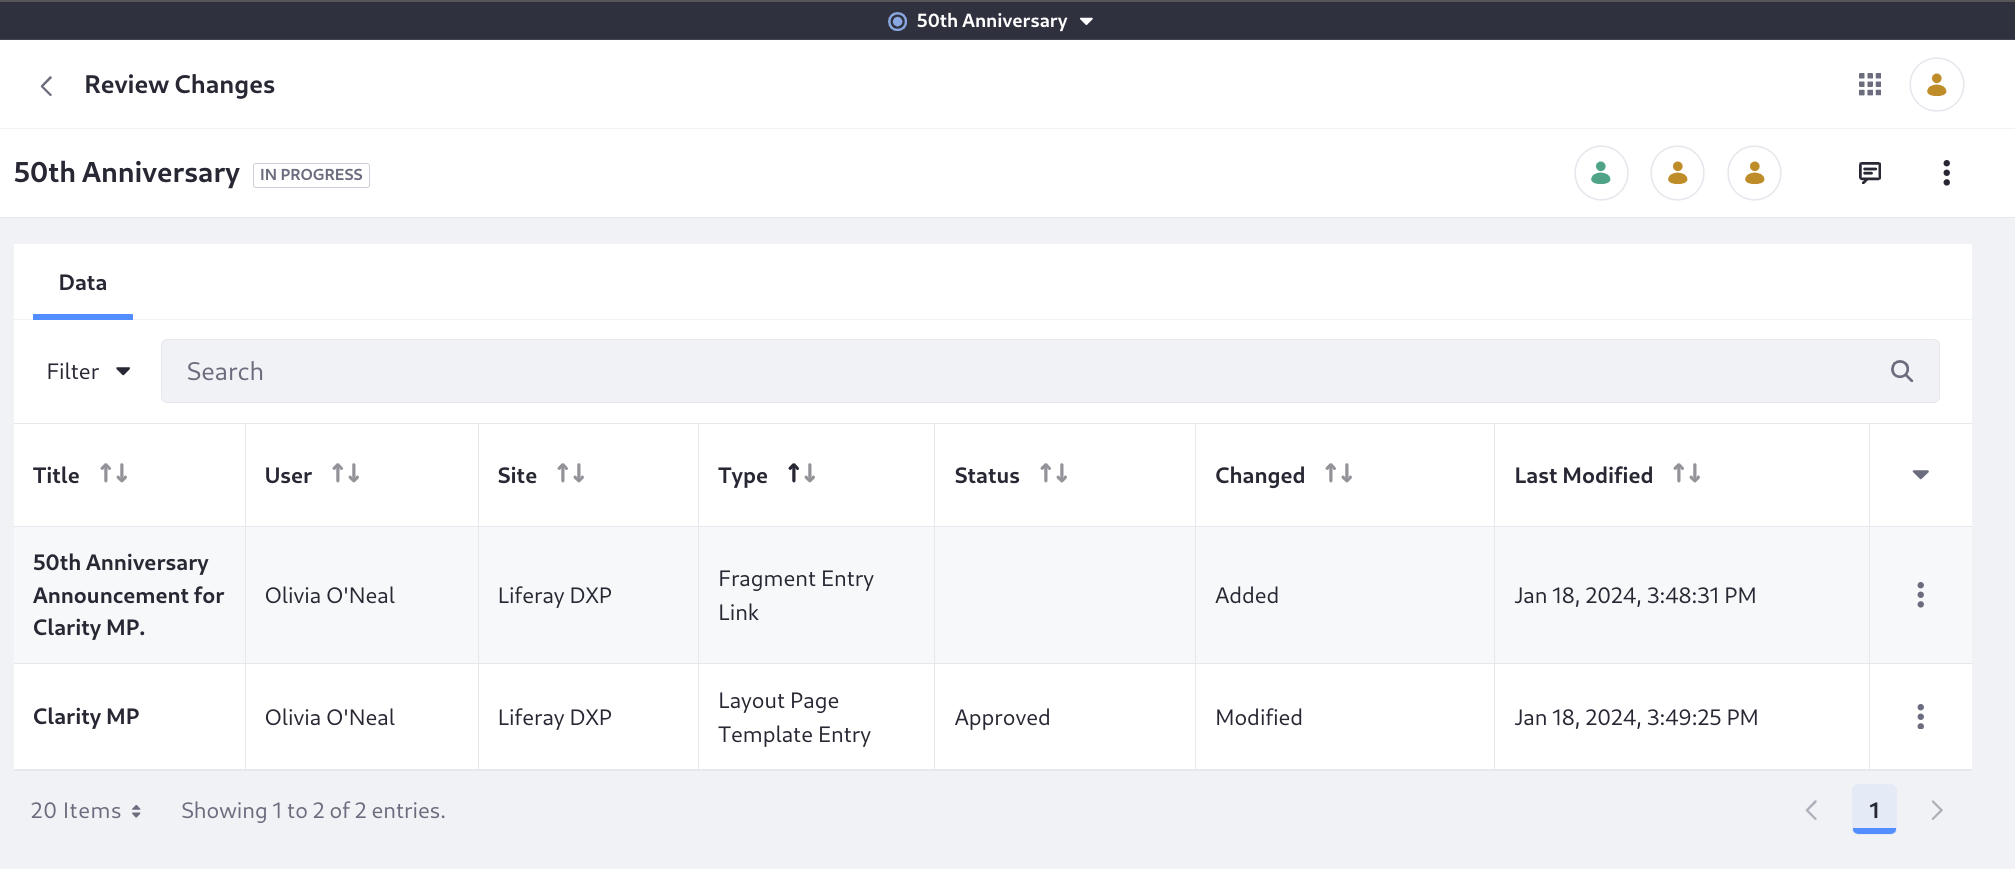 50th Anniversary
Review Changes
50th Anniversary IN PROGRESS
Data
Filter Search
Title User Site Type Status Changed Last Modified
50th Anniversary
Announcement for
Clarity MP.
Olivia O'Neal
Liferay DXP
Fragment Entry
Link
Added
Jan 18, 2024, 3:48:31 PM
Clarity MP
Olivia O'Neal
Liferay DXP
Layout Page
Template Entry
Approved
Modified
Jan 18, 2024, 3:49:25 PM
20 Items Showing 1 to 2 of 2 entries. 1